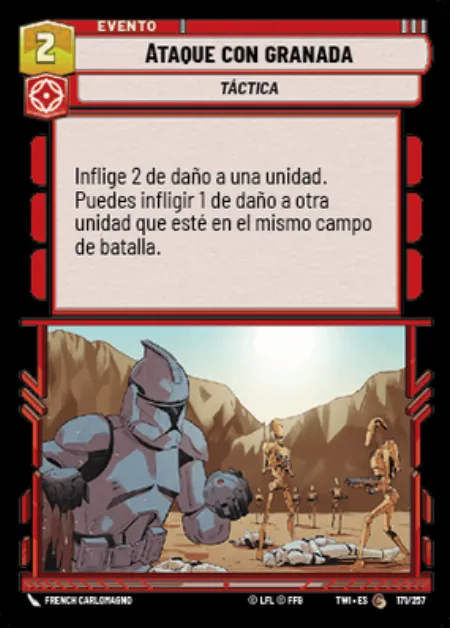 EVENTO
2
ATAQUE CON GRANADA
TÁCTICA
Inflige 2 de daño a una unidad.
Puedes infligir 1 de daño a otra
unidad que esté en el mismo campo
de batalla.
FRENCH CARLOMAGNO
© LFL © FFG
TWI • ES C 171/257